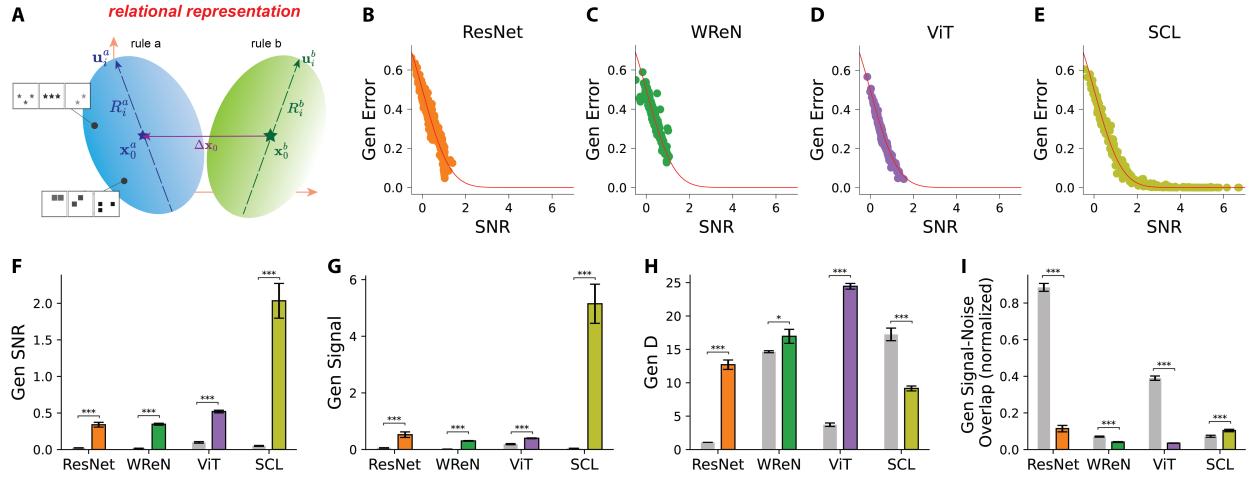 A
relational representation
rule a
rule b
u_i^a
u_i^b
R_i^a
R_i^b
Δx_0
x_0^a
x_0^b
B
ResNet
Gen Error
0.6
0.4
0.2
0.0
0 2 4 6
SNR
C
WReN
Gen Error
0.6
0.4
0.2
0.0
0 2 4 6
SNR
D
ViT
Gen Error
0.6
0.4
0.2
0.0
0 2 4 6
SNR
E
SCL
Gen Error
0.6
0.4
0.2
0.0
0 2 4 6
SNR
F
Gen SNR
2.0
1.5
1.0
0.5
0.0
*** *** *** ***
ResNet WReN ViT SCL
G
Gen Signal
6
4
2
0
*** *** *** ***
ResNet WReN ViT SCL
H
Gen D
25
20
15
10
5
0
*** * *** ***
ResNet WReN ViT SCL
I
Gen Signal-Noise
Overlap (normalized)
0.8
0.6
0.4
0.2
0.0
*** *** *** ***
ResNet WReN ViT SCL